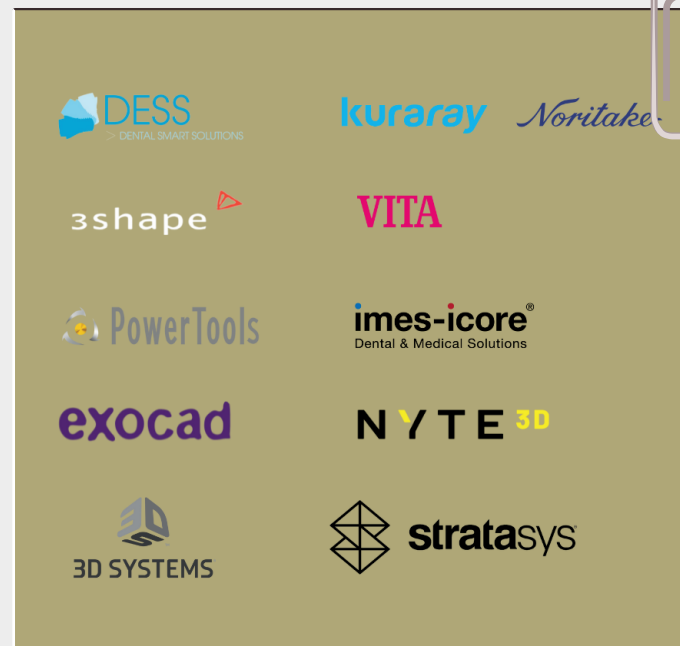 DESS
> DENTAL SMART SOLUTIONS
kuraray Noritake
3shape
VITA
PowerTools
imes-icore®
Dental & Medical Solutions
exocad
NYTE 3D
3D S
3D SYSTEMS
stratasys